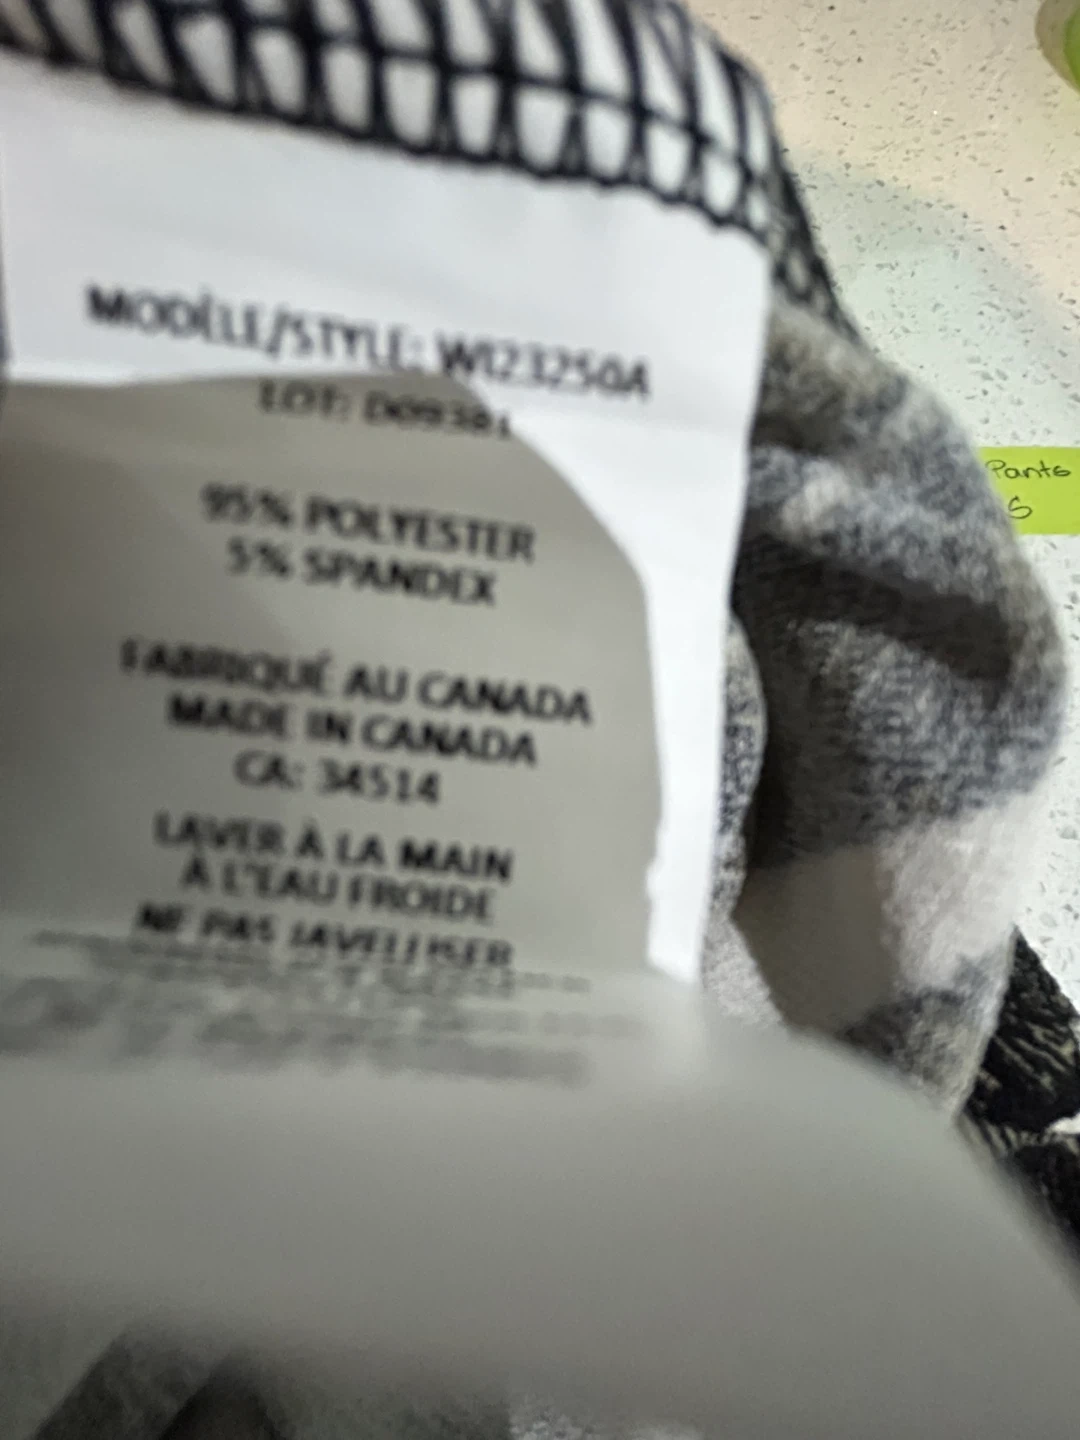 MODÈLE/STYLE: WI23250A
LOT: D09381
95% POLYESTER
5% SPANDEX
FABRIQUÉ AU CANADA
MADE IN CANADA
CA: 34514
LAVER À LA MAIN
À L'EAU FROIDE
NE PAS JAVELLISER
Pants
S